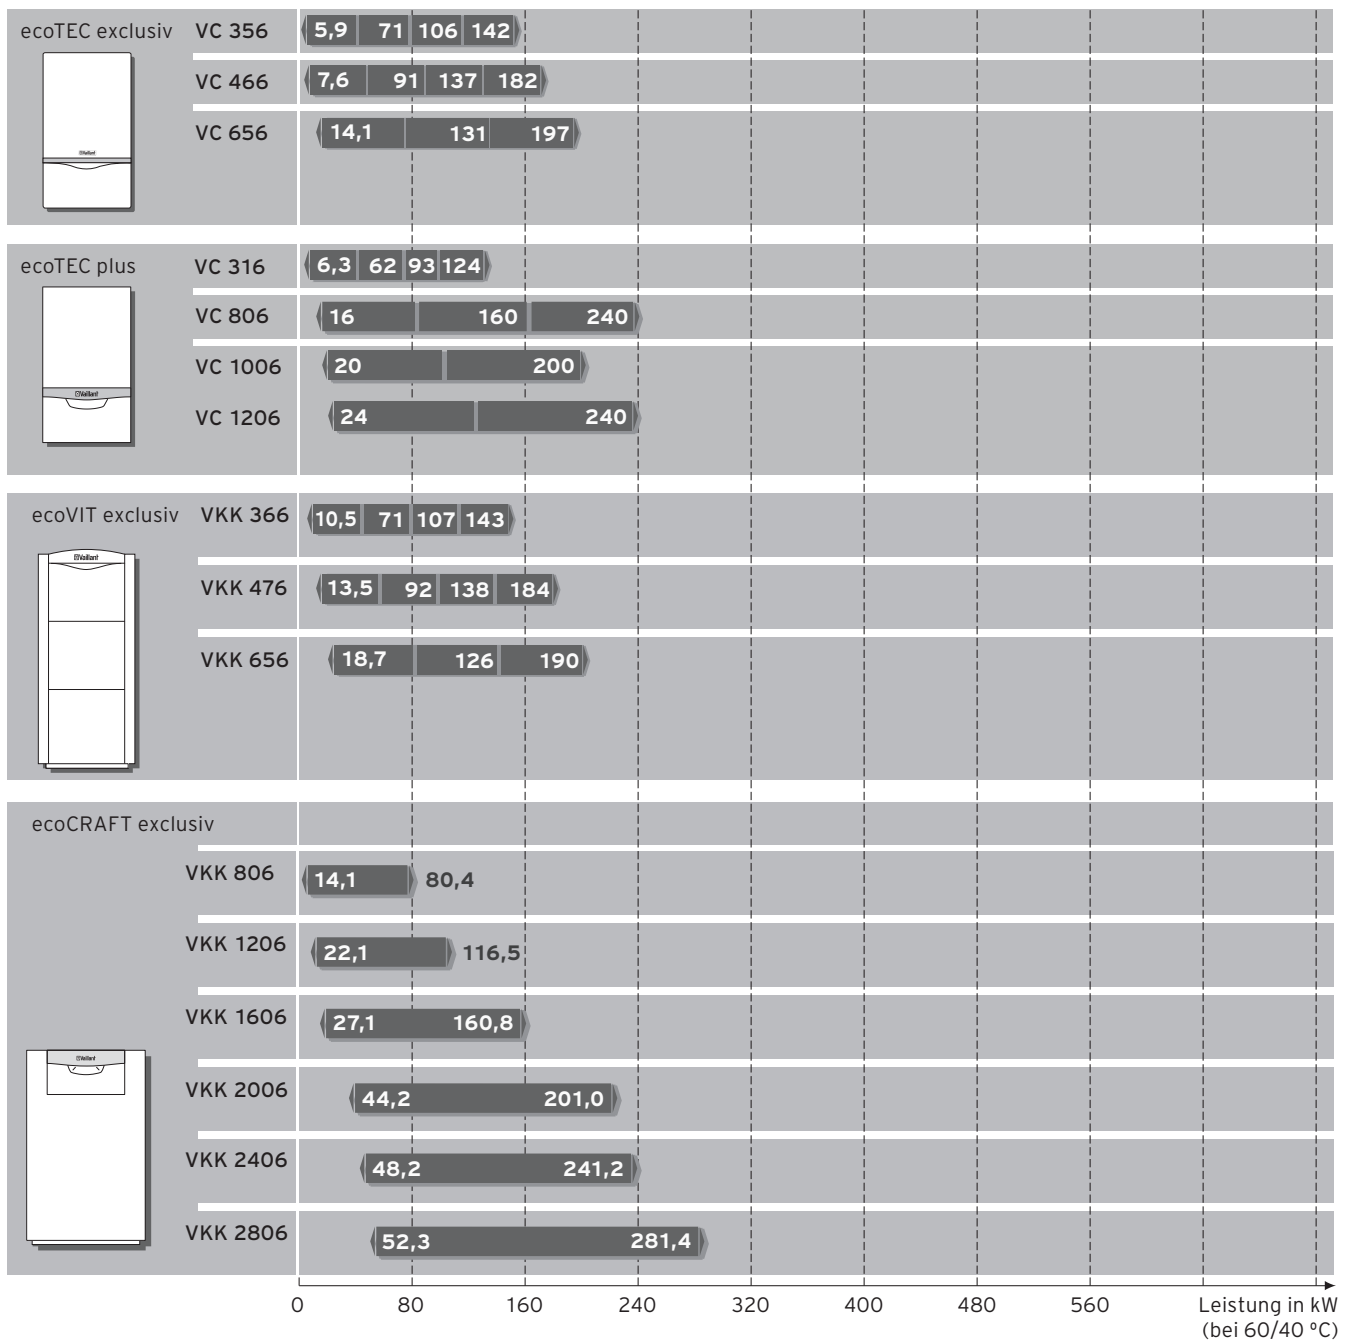 ecoTEC exclusiv VC 356 5,9 71 106 142
VC 466 7,6 91 137 182
VC 656 14,1 131 197
Vaillant
ecoTEC plus VC 316 6,3 62 93 124
VC 806 16 160 240
VC 1006 20 200
Vaillant
VC 1206 24 240
ecoVIT exclusiv VKK 366 10,5 71 107 143
Vaillant
VKK 476 13,5 92 138 184
VKK 656 18,7 126 190
ecoCRAFT exclusiv
VKK 806 14,1 80,4
VKK 1206 22,1 116,5
VKK 1606 27,1 160,8
Vaillant
VKK 2006 44,2 201,0
VKK 2406 48,2 241,2
VKK 2806 52,3 281,4
0 80 160 240 320 400 480 560 Leistung in kW
(bei 60/40 ºC)